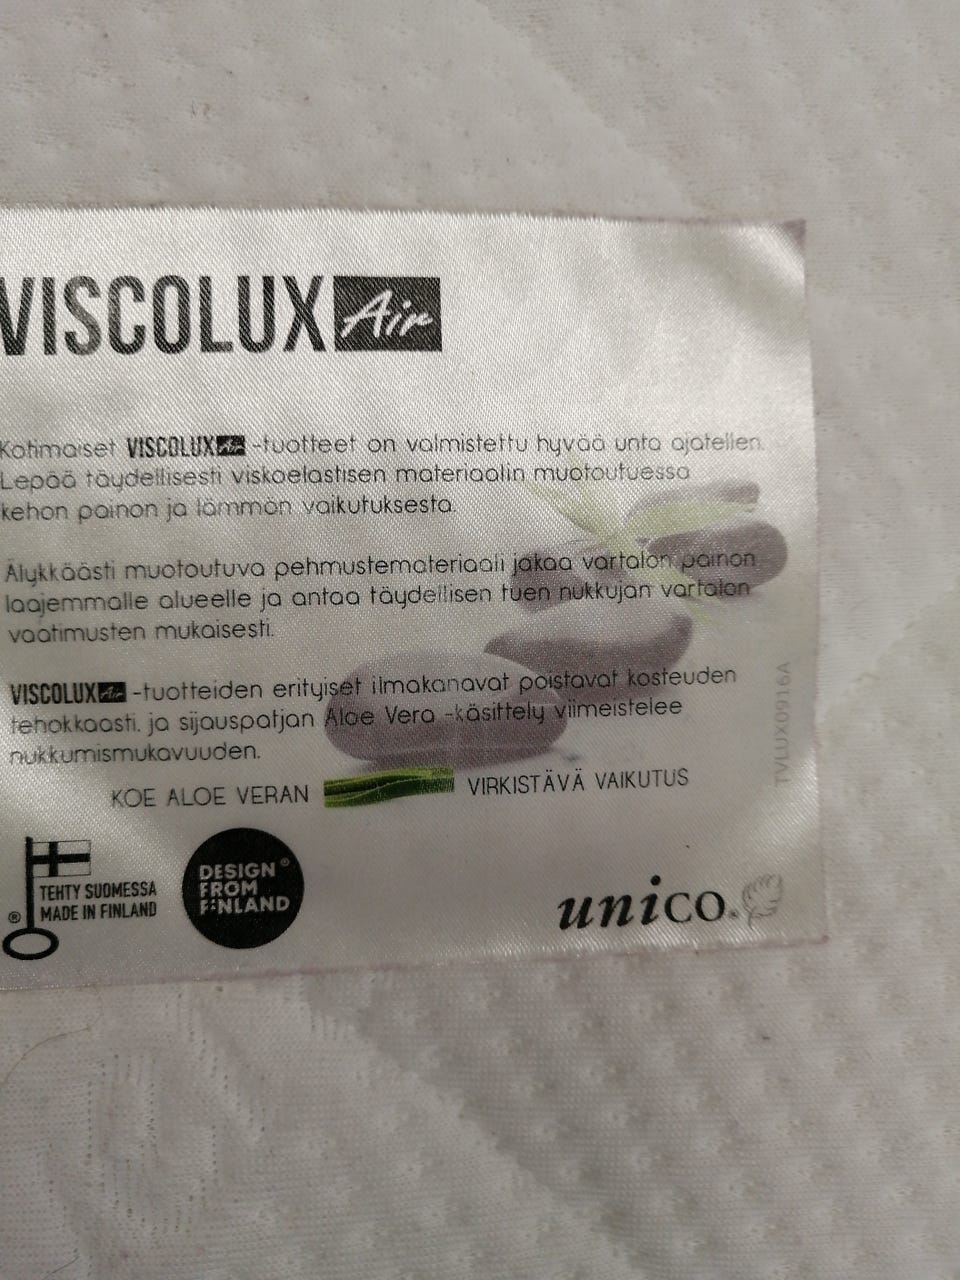 VISCOLUX Air
Kotimaiset VISCOLUX Air -tuotteet on valmistettu hyvää unta ajatellen.
Lepää täydellisesti viskoelastisen materiaalin muotoutuessa
kehon painon ja lämmön vaikutuksesta.
Älykkäästi muotoutuva pehmustemateriaali jakaa vartalon painon
laajemmalle alueelle ja antaa täydellisen tuen nukkujan vartalon
vaatimusten mukaisesti.
VISCOLUX Air -tuotteiden erityiset ilmakanavat poistavat kosteuden
tehokkaasti, ja sijauspatjan Aloe Vera -käsittely viimeistelee
nukkumismukavuuden.
KOE ALOE VERAN VIRKISTÄVÄ VAIKUTUS
TEHTY SUOMESSA
® MADE IN FINLAND
DESIGN ®
FROM
FINLAND
unico®
TVLUX0916A